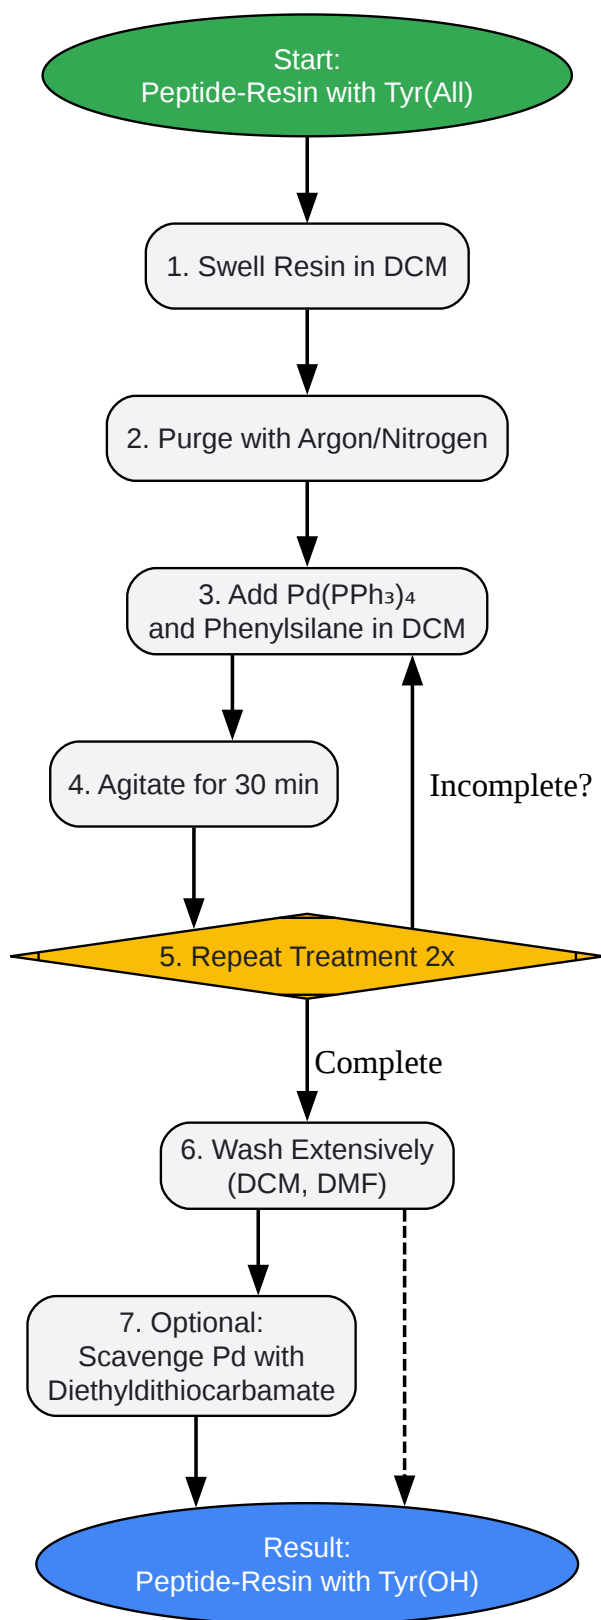 Start:
Peptide-Resin with Tyr(All)
1. Swell Resin in DCM
2. Purge with Argon/Nitrogen
3. Add Pd(PPh₃)₄
and Phenylsilane in DCM
4. Agitate for 30 min
Incomplete?
5. Repeat Treatment 2x
Complete
6. Wash Extensively
(DCM, DMF)
7. Optional:
Scavenge Pd with
Diethyldithiocarbamate
Result:
Peptide-Resin with Tyr(OH)